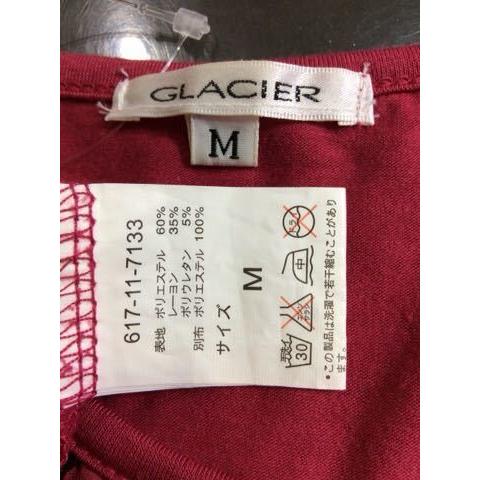 GLACIER
M
617-11-7133
表地 ポリエステル 60%
レーヨン 35%
ポリウレタン 5%
別布 ポリエステル 100%
サイズ M
ドライ
中
30
•この製品は洗濯で若干縮むことがあり
ます。